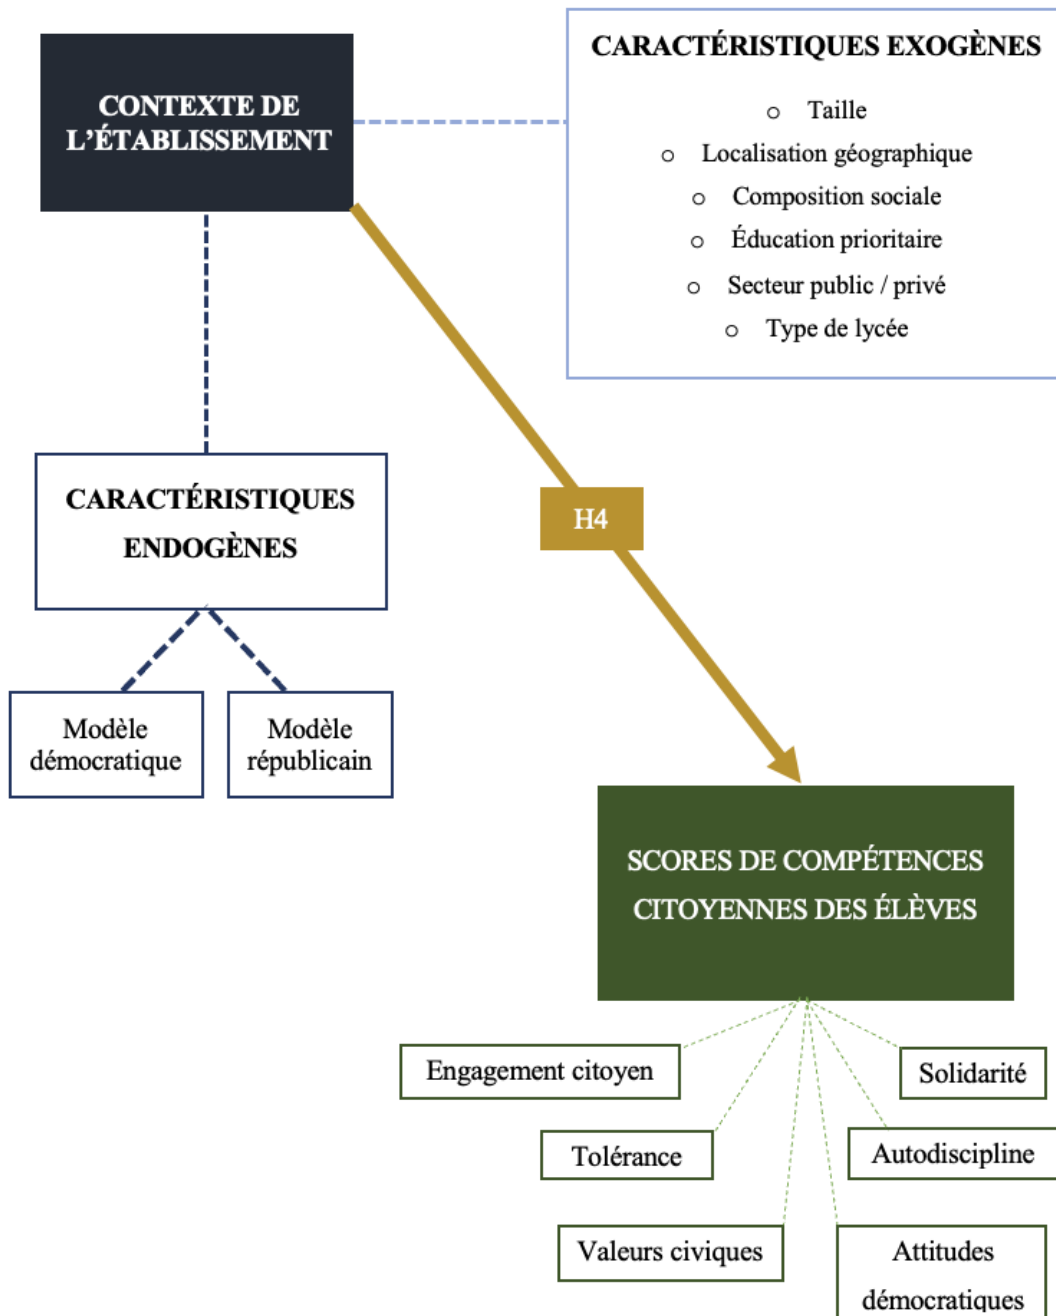 CONTEXTE DE
L'ÉTABLISSEMENT
CARACTÉRISTIQUES EXOGÈNES
o Taille
o Localisation géographique
o Composition sociale
o Éducation prioritaire
o Secteur public / privé
o Type de lycée
CARACTÉRISTIQUES
ENDOGÈNES
H4
Modèle
démocratique
Modèle
républicain
SCORES DE COMPÉTENCES
CITOYENNES DES ÉLÈVES
Engagement citoyen
Solidarité
Tolérance
Autodiscipline
Valeurs civiques
Attitudes
démocratiques